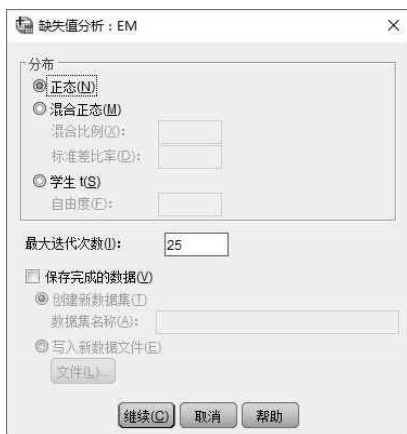 缺失值分析：EM
分布
正态(N)
混合正态(M)
混合比例(X):
标准差比率(D):
学生 t(S)
自由度(F):
最大迭代次数(I): 25
保存完成的数据(V)
创建新数据集(T)
数据集名称(A):
写入新数据文件(E)
文件(L)...
继续(C) 取消 帮助